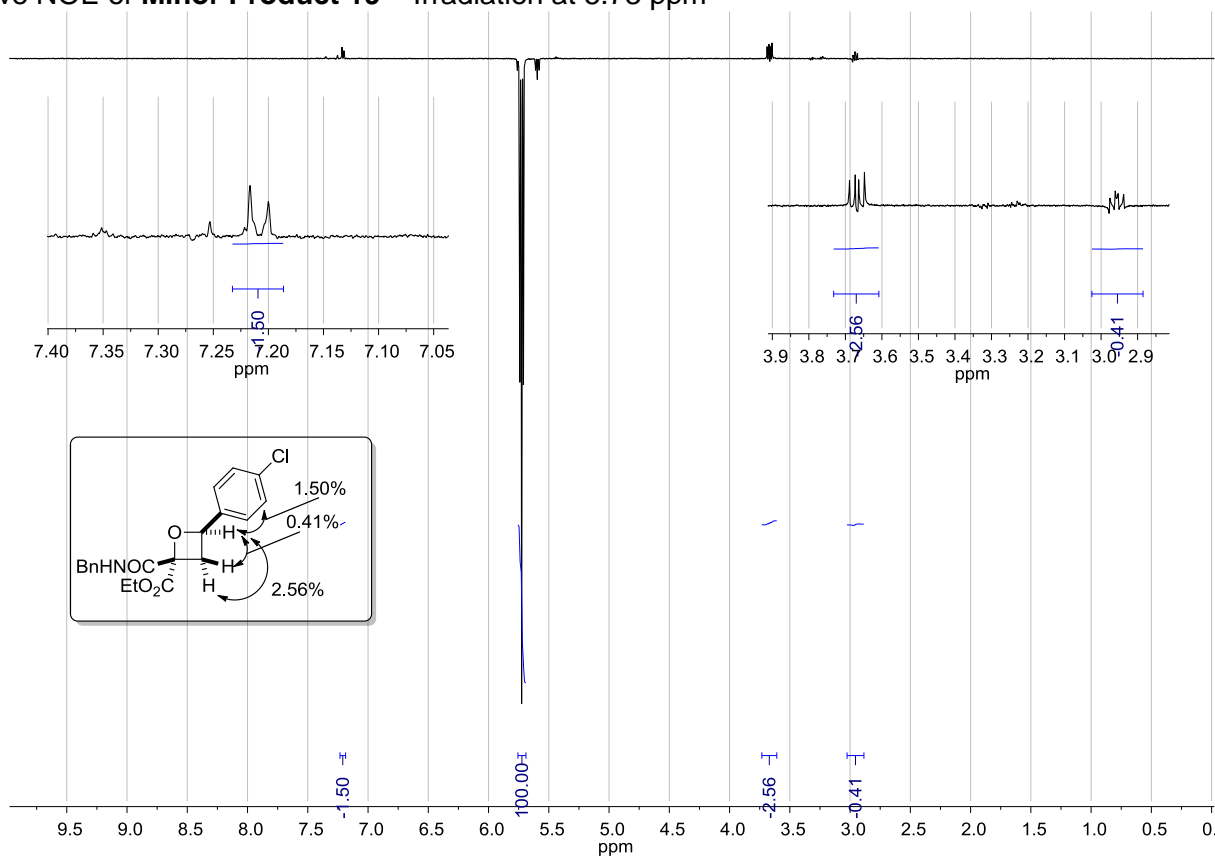 NOE of Minor Product 1 – Irradiation at 5.73 ppm
7.40 7.35 7.30 7.25 7.20 7.15 7.10 7.05
ppm
-1.50
3.9 3.8 3.7 3.6 3.5 3.4 3.3 3.2 3.1 3.0 2.9
ppm
-2.56
-0.41
Cl
1.50%
0.41%
O
H
BnHNOC
H
EtO₂C
H
2.56%
-1.50
100.00
-2.56
-0.41
9.5 9.0 8.5 8.0 7.5 7.0 6.5 6.0 5.5 5.0 4.5 4.0 3.5 3.0 2.5 2.0 1.5 1.0 0.5 0.
ppm